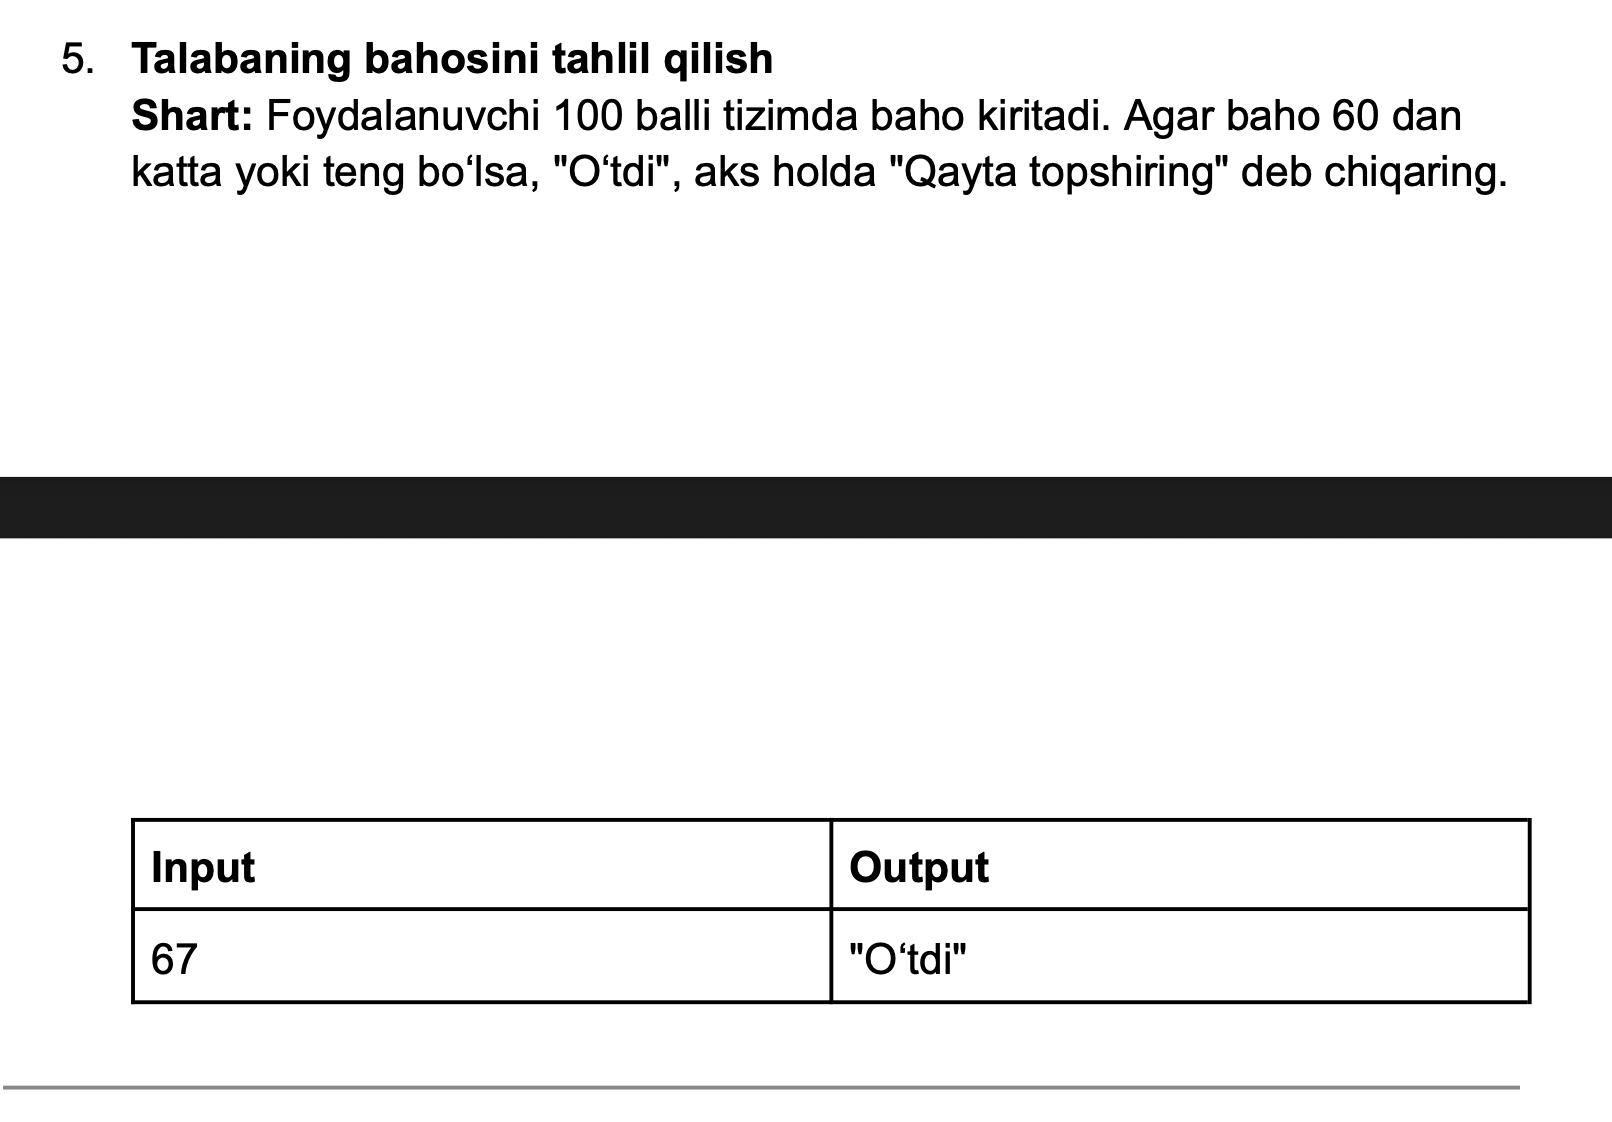 5. Talabaning bahosini tahlil qilish
Shart: Foydalanuvchi 100 balli tizimda baho kiritadi. Agar baho 60 dan
katta yoki teng bo‘lsa, "O‘tdi", aks holda "Qayta topshiring" deb chiqaring.
Input Output
67 "O‘tdi"